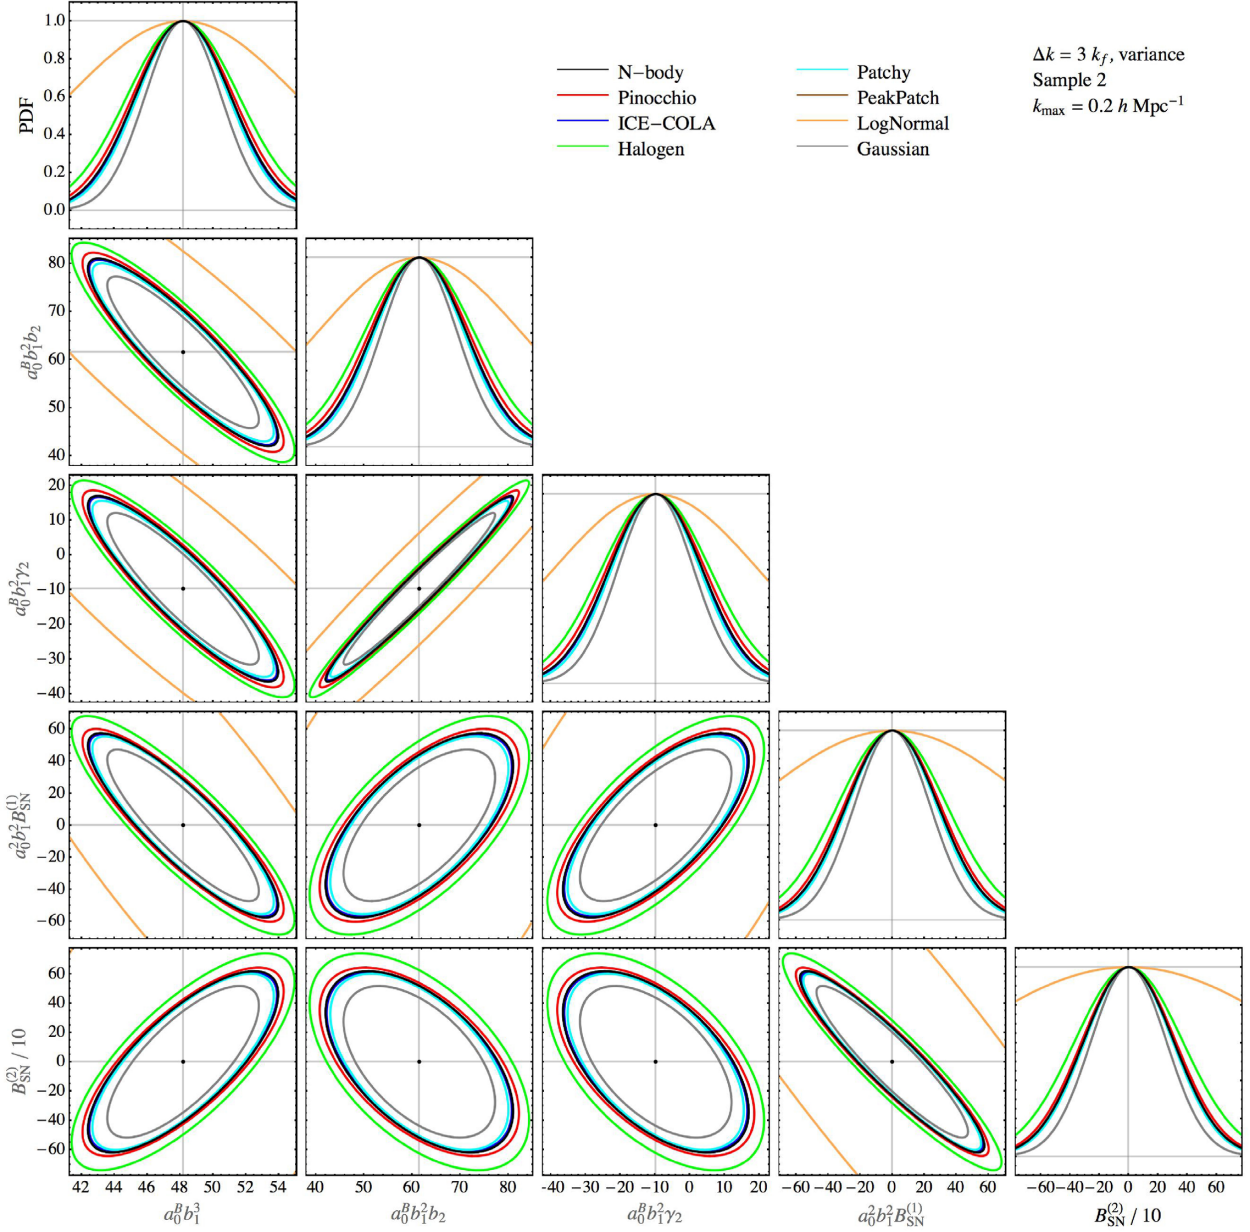 1.0
0.8
0.6
0.4
0.2
0.0
PDF
N−body
Pinocchio
ICE−COLA
Halogen
Patchy
PeakPatch
LogNormal
Gaussian
Δk = 3 k_f, variance
Sample 2
k_max = 0.2 h Mpc⁻¹
80
70
60
50
40
a_0^B b_1^2 b_2
20
10
0
−10
−20
−30
−40
a_0^B b_1^2 γ_2
60
40
20
0
−20
−40
−60
a_0^2 b_1^2 B_SN^(1)
60
40
20
0
−20
−40
−60
B_SN^(2) / 10
42 44 46 48 50 52 54
40 50 60 70 80
−40 −30 −20 −10 0 10 20
−60 −40 −20 0 20 40 60
−60 −40 −20 0 20 40 60
a_0^B b_1^3
a_0^B b_1^2 b_2
a_0^B b_1^2 γ_2
a_0^2 b_1^2 B_SN^(1)
B_SN^(2) / 10